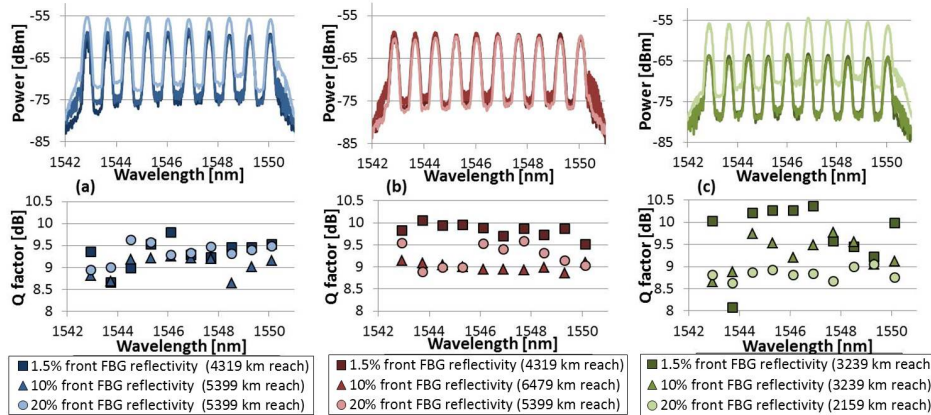 -55
-65
-75
-85
Power [dBm]
1542 1544 1546 1548 1550
Wavelength [nm]
(a)
-55
-65
-75
-85
Power [dBm]
1542 1544 1546 1548 1550
Wavelength [nm]
(b)
-55
-65
-75
-85
Power [dBm]
1542 1544 1546 1548 1550
Wavelength [nm]
(c)
10.5
10
9.5
9
8.5
8
Q factor [dB]
1542 1544 1546 1548 1550
Wavelength [nm]
10.5
10
9.5
9
8.5
8
Q factor [dB]
1542 1544 1546 1548 1550
Wavelength [nm]
10.5
10
9.5
9
8.5
8
Q factor [dB]
1542 1544 1546 1548 1550
Wavelength [nm]
1.5% front FBG reflectivity (4319 km reach)
10% front FBG reflectivity (5399 km reach)
20% front FBG reflectivity (5399 km reach)
1.5% front FBG reflectivity (4319 km reach)
10% front FBG reflectivity (6479 km reach)
20% front FBG reflectivity (5399 km reach)
1.5% front FBG reflectivity (3239 km reach
10% front FBG reflectivity (3239 km reach)
20% front FBG reflectivity (2159 km reach)